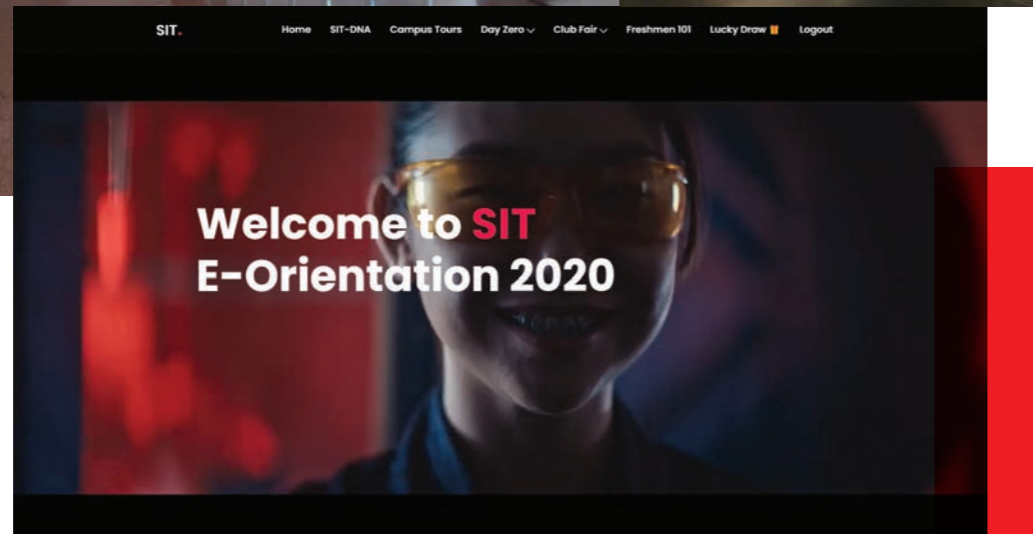 SIT.
Home SIT-DNA Campus Tours Day Zero Club Fair Freshmen 101 Lucky Draw Logout
Welcome to SIT
E-Orientation 2020